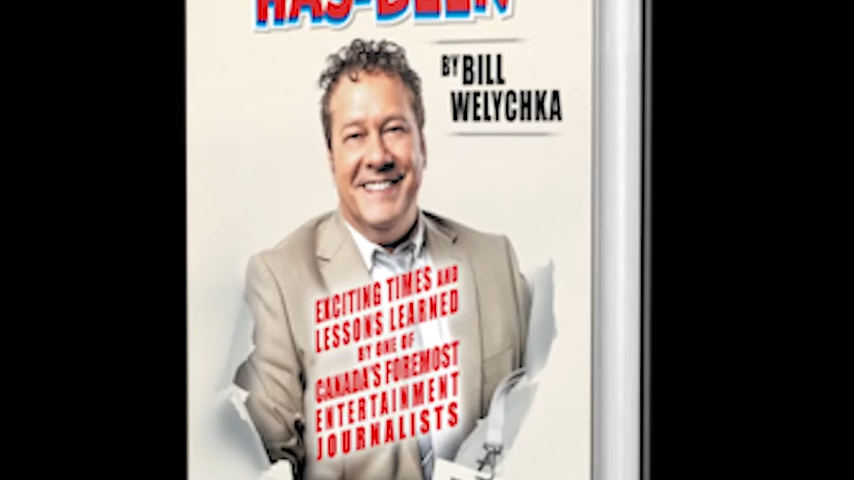 HAS-BEEN
BY BILL
WELYCHKA
EXCITING TIMES AND
LESSONS LEARNED
BY ONE OF
CANADA'S FOREMOST
ENTERTAINMENT
JOURNALISTS